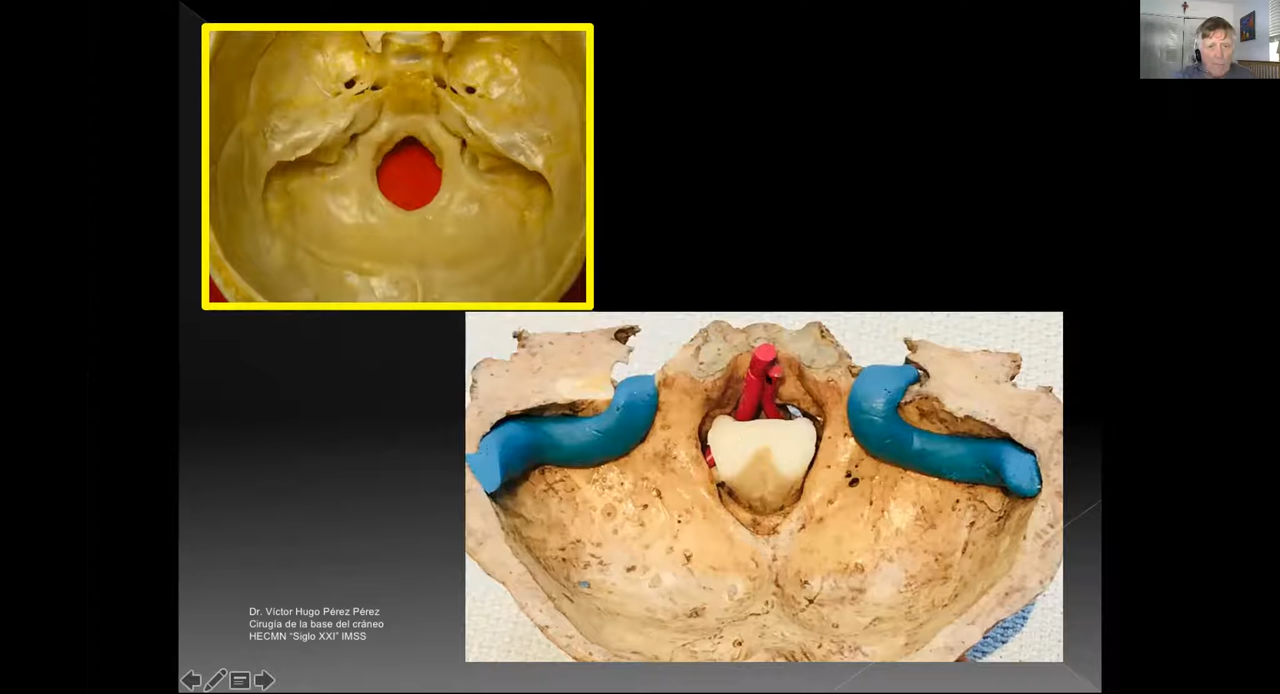 Dr. Víctor Hugo Pérez Pérez
Cirugía de la base del cráneo
HECMN “Siglo XXI” IMSS